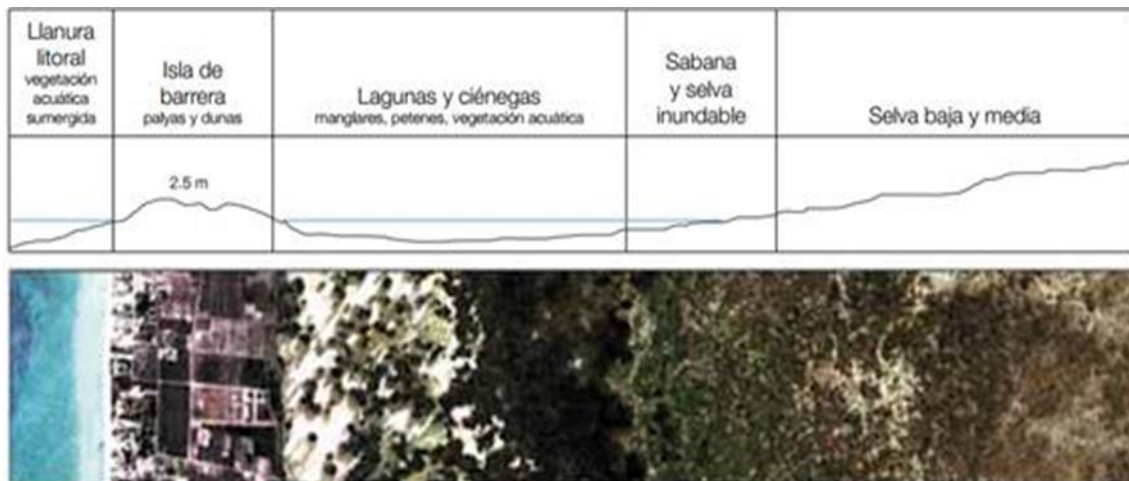 Llanura
litoral
vegetación
acuática
sumergida
Isla de
barrera
palyas y dunas
Lagunas y ciénegas
manglares, petenes, vegetación acuática
Sabana
y selva
inundable
Selva baja y media
2.5 m